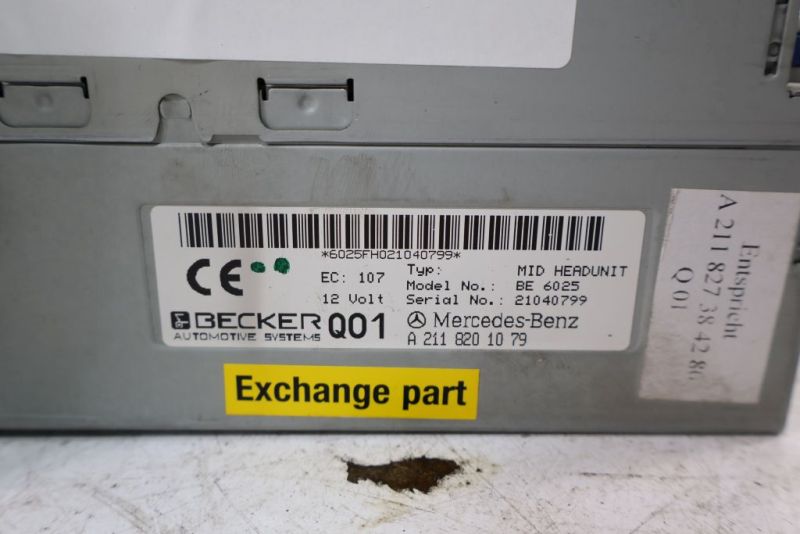 *6025FH021040799*
CE
EC: 107
12 Volt
Typ: MID HEADUNIT
Model No.: BE 6025
Serial No.: 21040799
BECKER Q01
AUTOMOTIVE SYSTEMS
Mercedes-Benz
A 211 820 10 79
Exchange part
Entspricht
A 211 827 38 42 80
Q01